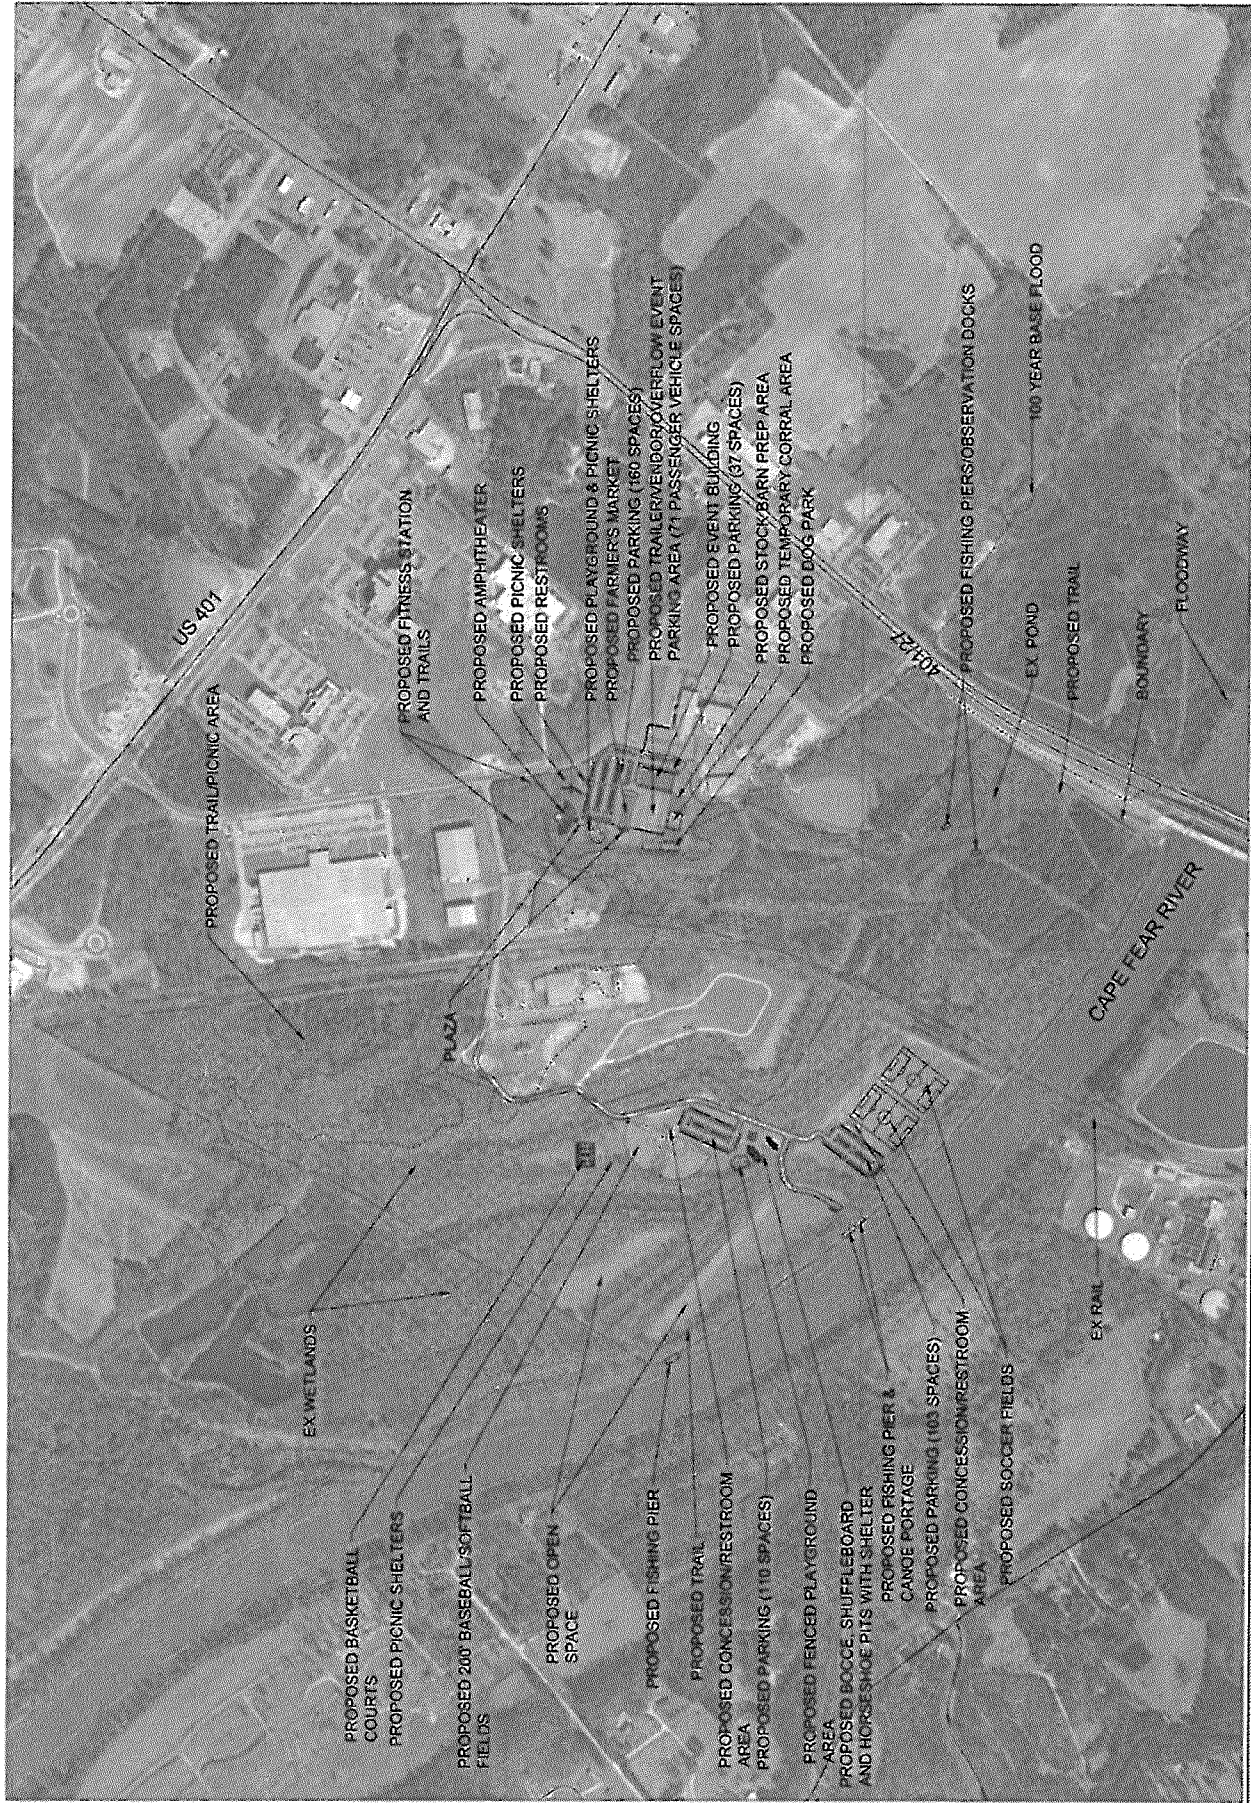 US 401
PROPOSED TRAIL/PICNIC AREA
PROPOSED FITNESS STATION
AND TRAILS
PROPOSED AMPHITHEATER
PROPOSED PICNIC SHELTERS
PROPOSED RESTROOMS
PROPOSED PLAYGROUND & PICNIC SHELTERS
PROPOSED FARMER'S MARKET
PROPOSED PARKING (160 SPACES)
PROPOSED TRAILER/VENDOR/OVERFLOW EVENT
PARKING AREA (71 PASSENGER VEHICLE SPACES)
PROPOSED EVENT BUILDING
PROPOSED PARKING (37 SPACES)
PROPOSED STOCK BARN PREP AREA
PROPOSED TEMPORARY CORRAL AREA
PROPOSED DOG PARK
401/27
PROPOSED FISHING PIERS/OBSERVATION DOCKS
100 YEAR BASE FLOOD
EX. POND
PROPOSED TRAIL
BOUNDARY
FLOODWAY
PLAZA
CAPE FEAR RIVER
EX WETLANDS
EX RAIL
PROPOSED BASKETBALL
COURTS
PROPOSED PICNIC SHELTERS
PROPOSED 200' BASEBALL/SOFTBALL
FIELDS
PROPOSED OPEN
SPACE
PROPOSED FISHING PIER
PROPOSED TRAIL
PROPOSED CONCESSION/RESTROOM
AREA
PROPOSED PARKING (110 SPACES)
PROPOSED FENCED PLAYGROUND
AREA
PROPOSED BOCCE, SHUFFLEBOARD
AND HORSESHOE PITS WITH SHELTER
PROPOSED FISHING PIER &
CANOE PORTAGE
PROPOSED PARKING (103 SPACES)
PROPOSED CONCESSION/RESTROOM
AREA
PROPOSED SOCCER FIELDS